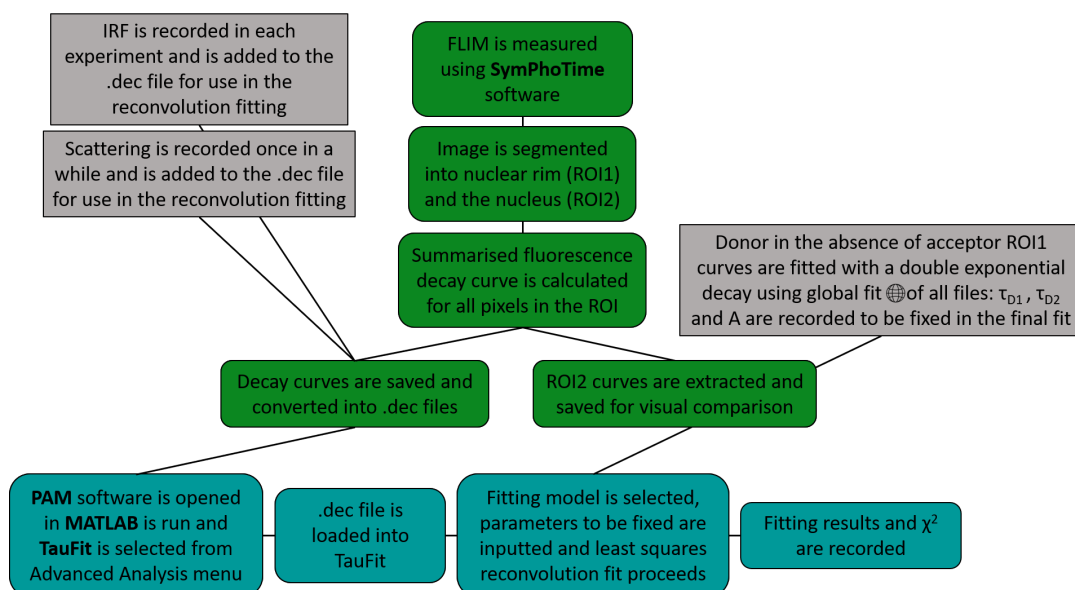 IRF is recorded in each
experiment and is added to the
.dec file for use in the
reconvolution fitting
Scattering is recorded once in a
while and is added to the .dec file
for use in the reconvolution fitting
FLIM is measured
using SymPhoTime
software
Image is segmented
into nuclear rim (ROI1)
and the nucleus (ROI2)
Summarised fluorescence
decay curve is calculated
for all pixels in the ROI
Donor in the absence of acceptor ROI1
curves are fitted with a double exponential
decay using global fit of all files: τD1 , τD2
and A are recorded to be fixed in the final fit
Decay curves are saved and
converted into .dec files
ROI2 curves are extracted and
saved for visual comparison
PAM software is opened
in MATLAB is run and
TauFit is selected from
Advanced Analysis menu
.dec file is
loaded into
TauFit
Fitting model is selected,
parameters to be fixed are
inputted and least squares
reconvolution fit proceeds
Fitting results and χ²
are recorded